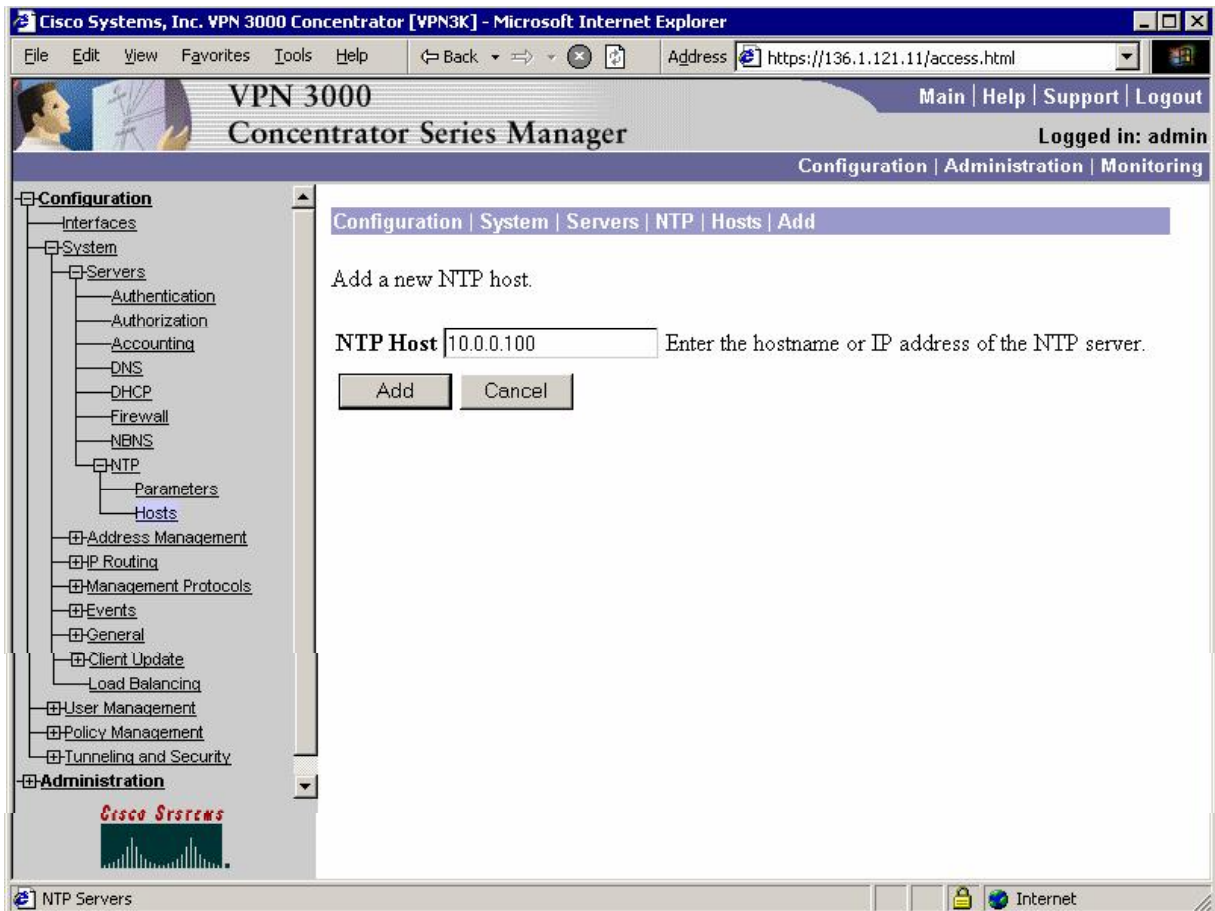 Cisco Systems, Inc. VPN 3000 Concentrator [VPN3K] - Microsoft Internet Explorer
File Edit View Favorites Tools Help Back Address https://136.1.121.11/access.html
VPN 3000
Concentrator Series Manager
Main | Help | Support | Logout
Logged in: admin
Configuration | Administration | Monitoring
Configuration
Interfaces
System
Servers
Authentication
Authorization
Accounting
DNS
DHCP
Firewall
NBNS
NTP
Parameters
Hosts
Address Management
IP Routing
Management Protocols
Events
General
Client Update
Load Balancing
User Management
Policy Management
Tunneling and Security
Administration
Cisco Systems
Configuration | System | Servers | NTP | Hosts | Add
Add a new NTP host.
NTP Host 10.0.0.100 Enter the hostname or IP address of the NTP server.
Add Cancel
NTP Servers Internet